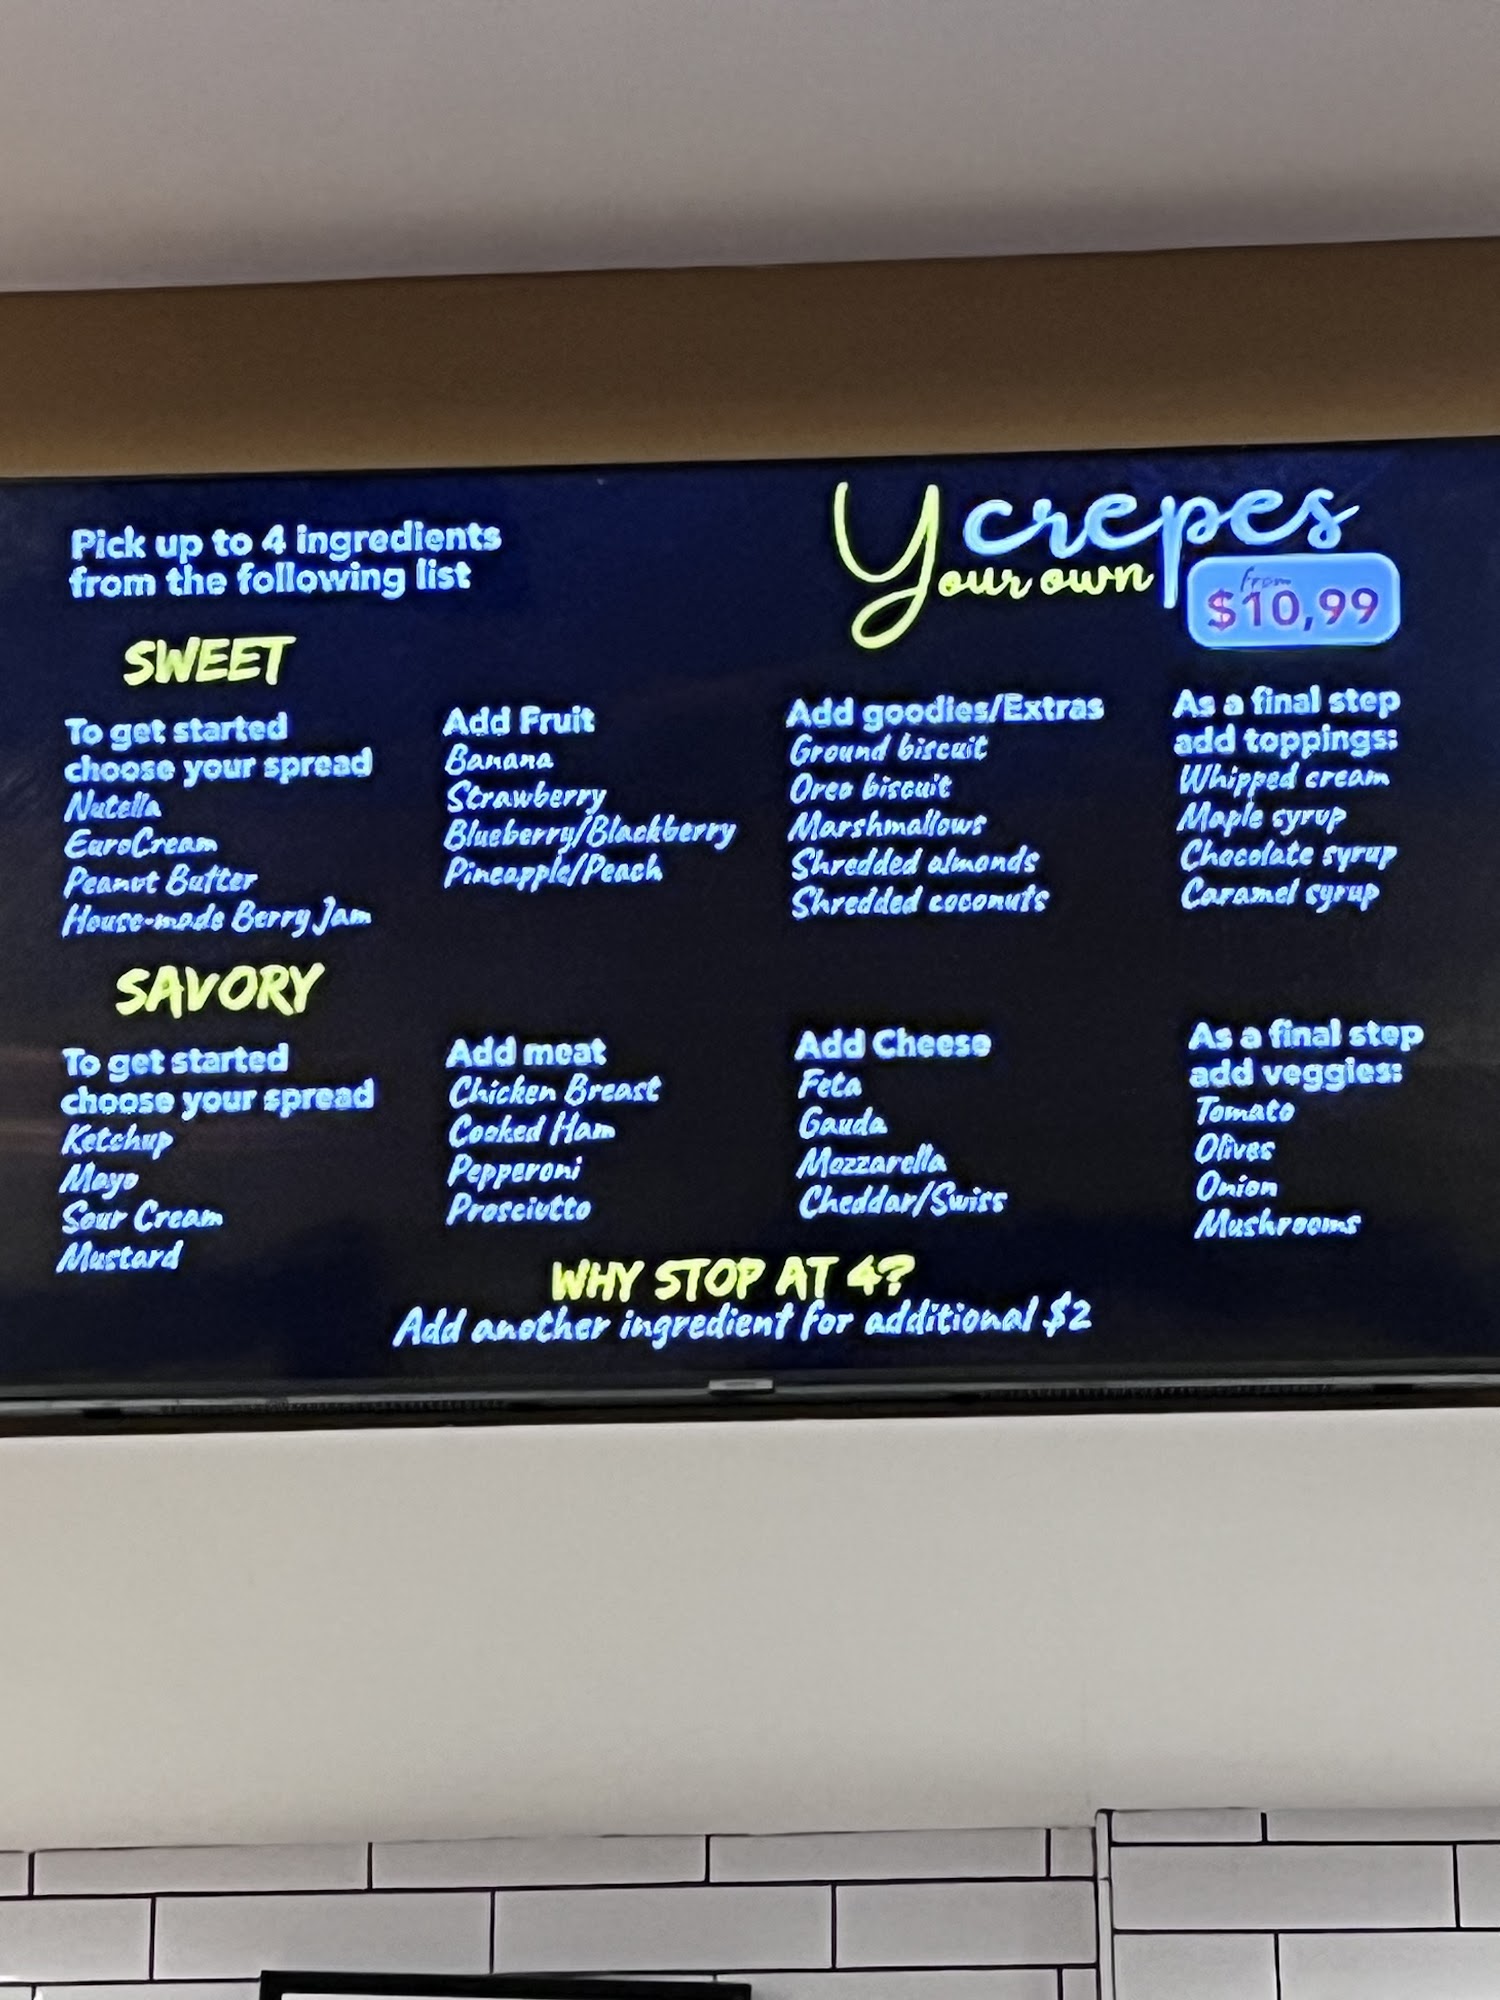 Pick up to 4 ingredients
from the following list
Your own crepes
from
$10,99
SWEET
To get started
choose your spread
Nutella
EuroCream
Peanut Butter
House-made Berry Jam
Add Fruit
Banana
Strawberry
Blueberry/Blackberry
Pineapple/Peach
Add goodies/Extras
Ground biscuit
Oreo biscuit
Marshmallows
Shredded almonds
Shredded coconuts
As a final step
add toppings:
Whipped cream
Maple syrup
Chocolate syrup
Caramel syrup
SAVORY
To get started
choose your spread
Ketchup
Mayo
Sour Cream
Mustard
Add meat
Chicken Breast
Cooked Ham
Pepperoni
Prosciutto
Add Cheese
Feta
Gauda
Mozzarella
Cheddar/Swiss
As a final step
add veggies:
Tomato
Olives
Onion
Mushrooms
WHY STOP AT 4?
Add another ingredient for additional $2